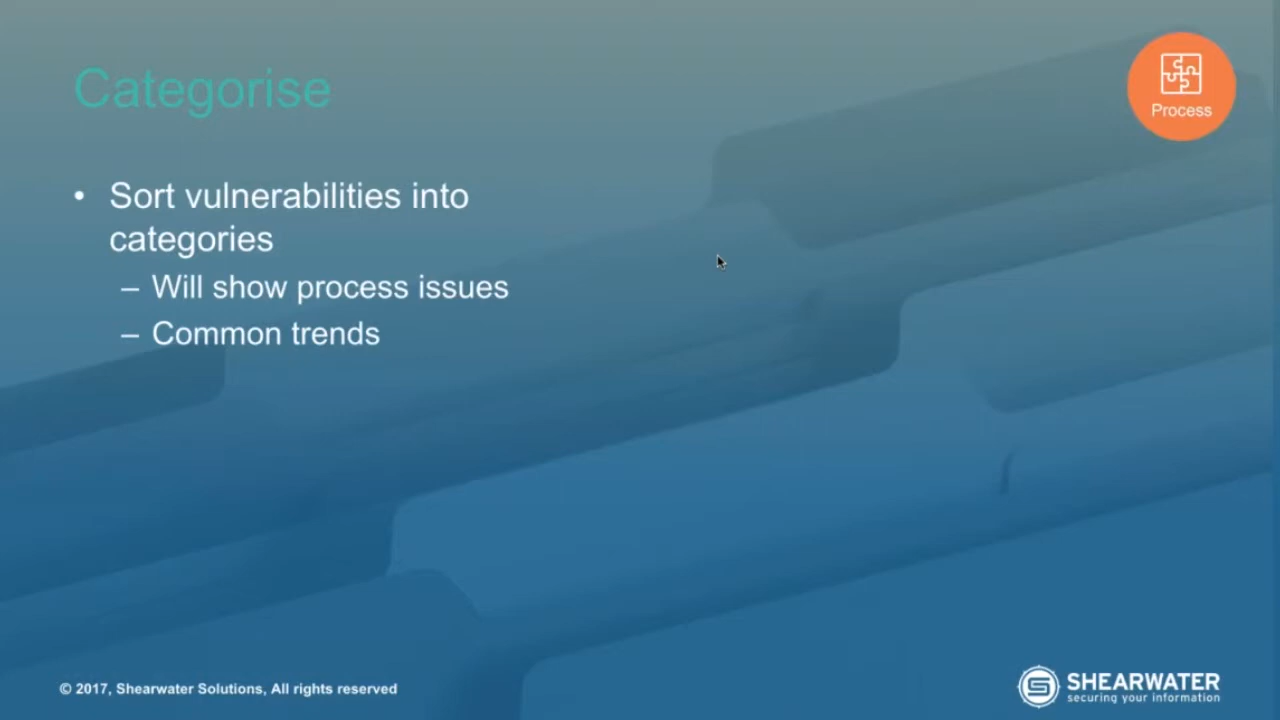 Categorise
Process
• Sort vulnerabilities into
categories
– Will show process issues
– Common trends
© 2017, Shearwater Solutions, All rights reserved
SHEARWATER
securing your information